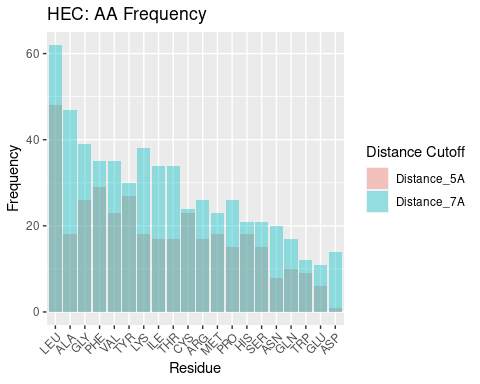 HEC: AA Frequency
60
40
20
0
Frequency
LEU
ALA
GLY
PHE
VAL
TYR
LYS
ILE
THR
CYS
ARG
MET
PRO
HIS
SER
ASN
GLN
TRP
GLU
ASP
Residue
Distance Cutoff
Distance_5A
Distance_7A